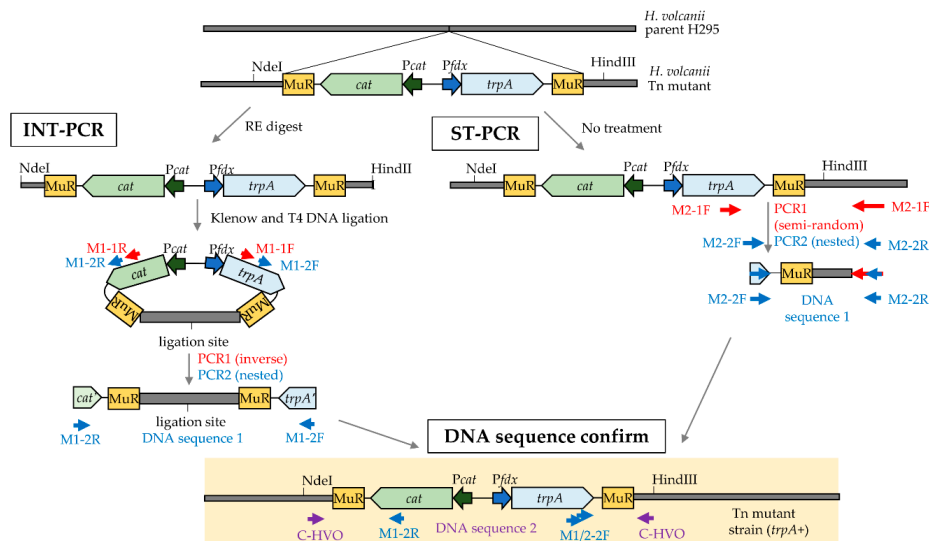 H. volcanii
parent H295
NdeI
Pcat
Pfdx
HindIII
MuR
cat
trpA
MuR
H. volcanii
Tn mutant
INT-PCR
RE digest
ST-PCR
No treatment
NdeI
Pcat
Pfdx
HindII
MuR
cat
trpA
MuR
NdeI
Pcat
Pfdx
HindIII
MuR
cat
trpA
MuR
Klenow and T4 DNA ligation
M2-1F
PCR1
(semi-random)
PCR2 (nested)
M2-1F
M1-1R
M1-2R
Pcat
Pfdx
M1-1F
M1-2F
cat
trpA
MuR
MuR
ligation site
M2-2F
M2-2R
MuR
M2-2F
DNA
sequence 1
M2-2R
PCR1 (inverse)
PCR2 (nested)
cat'
MuR
MuR
trpA'
ligation site
M1-2R
DNA sequence 1
M1-2F
DNA sequence confirm
NdeI
Pcat
Pfdx
HindIII
MuR
cat
trpA
MuR
C-HVO
M1-2R
DNA sequence 2
M1/2-2F
C-HVO
Tn mutant
strain (trpA+)